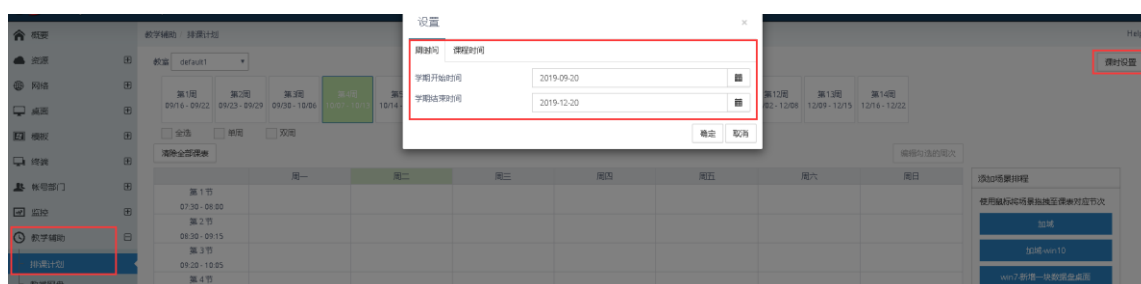 设置
×
概要
教学辅助 / 排课计划
Help
期时间 课程时间
资源
教室 default1
课时设置
学期开始时间 2019-09-20
网络
第1周 第2周 第3周 第4周 第12周 第13周 第14周
09/16 - 09/22 09/23 - 09/29 09/30 - 10/06 10/07 - 10/13 10/14 - 02 - 12/08 12/09 - 12/15 12/16 - 12/22
学期结束时间 2019-12-20
桌面
模板
全选 单周 双周
确定 取消
终端
清除全部课表
编辑勾选的周次
周一 周二 周三 周四 周五 周六 周日
添加场景排程
帐号部门
第 1 节
07:30 - 08:00
使用鼠标将场景拖拽至课表对应节次
监控
第 2 节
加域
教学辅助
08:30 - 09:15
第 3 节
加域-win10
排课计划
09:20 - 10:05
第 4 节
win7-新增一块数据盘桌面